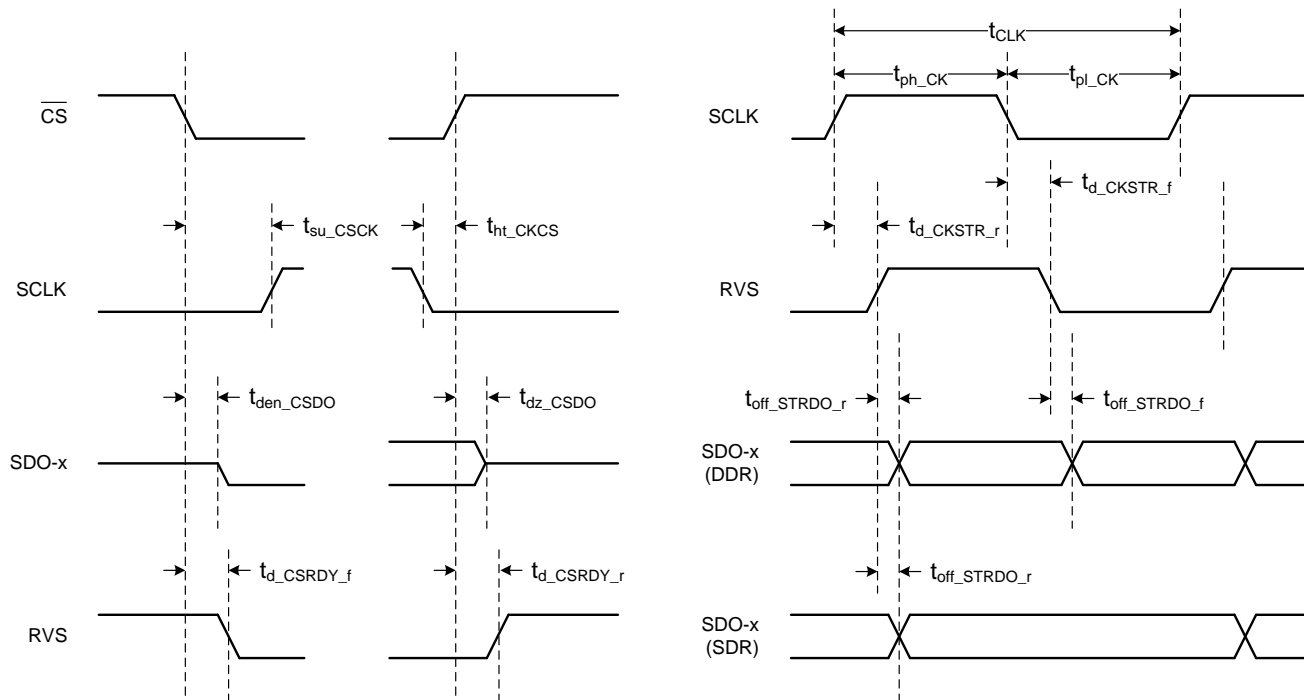 CS
t_su_CSCK
t_ht_CKCS
SCLK
t_den_CSDO
t_dz_CSDO
SDO-x
t_d_CSRDY_f
t_d_CSRDY_r
RVS
t_CLK
t_ph_CK
t_pl_CK
SCLK
t_d_CKSTR_f
t_d_CKSTR_r
RVS
t_off_STRDO_r
t_off_STRDO_f
SDO-x
(DDR)
t_off_STRDO_r
SDO-x
(SDR)